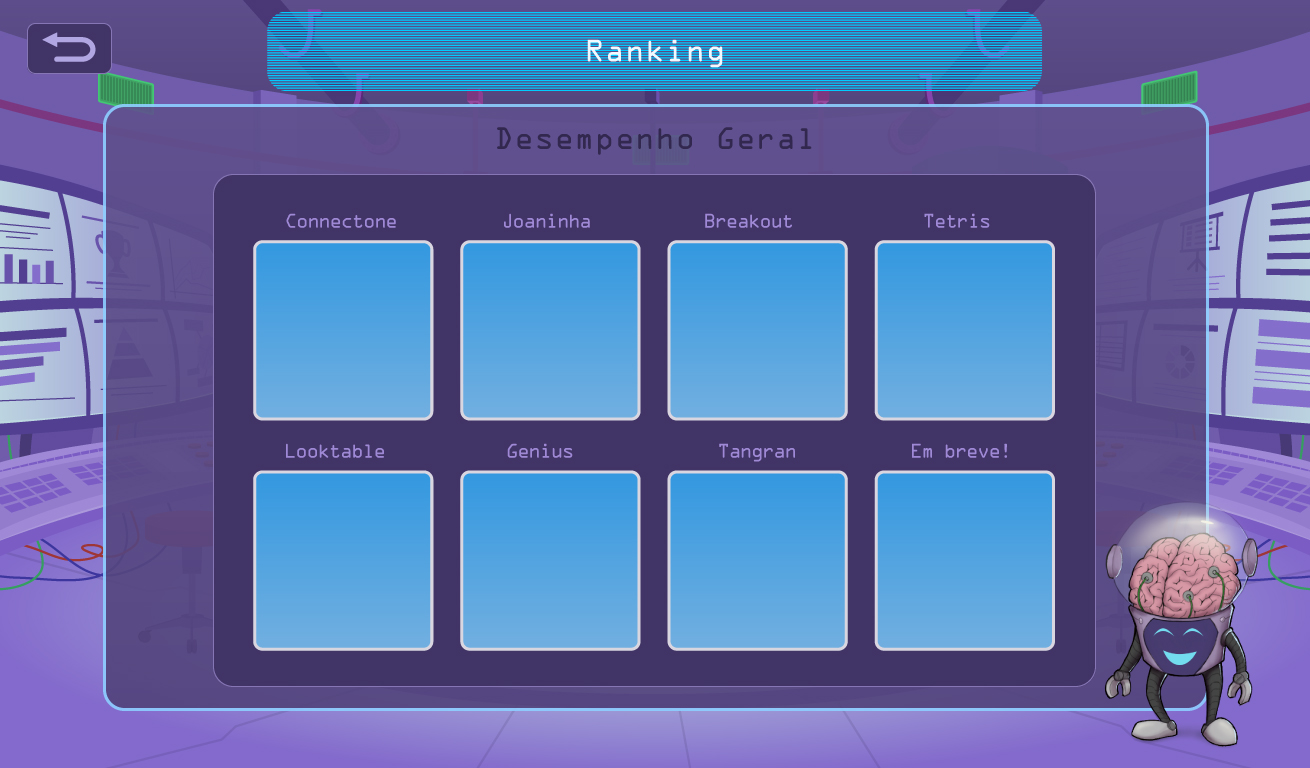 Ranking
Desempenho Geral
Connectone Joaninha Breakout Tetris
Looktable Genius Tangran Em breve!